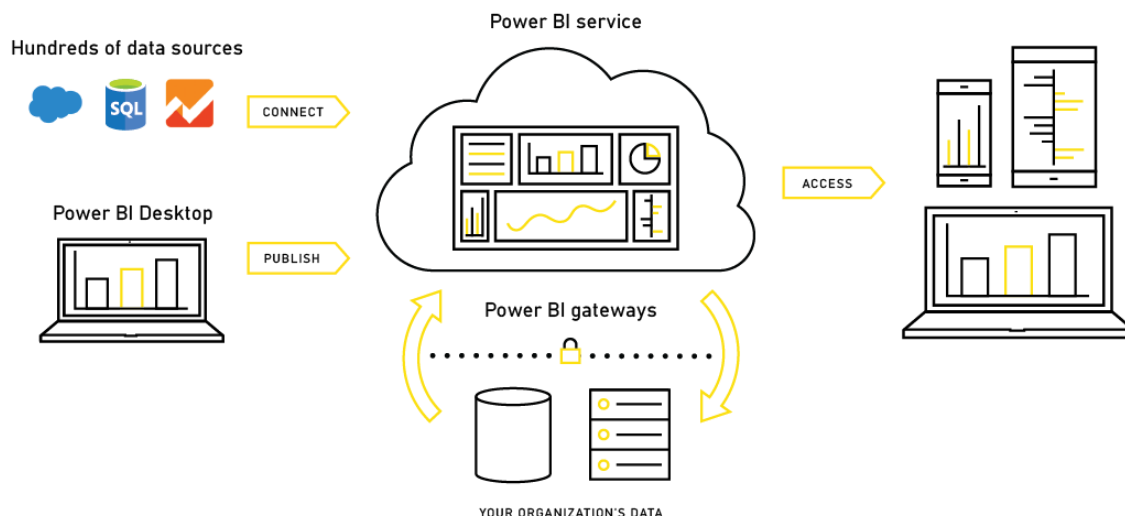 Power BI service
Hundreds of data sources
SQL
CONNECT
ACCESS
Power BI Desktop
PUBLISH
Power BI gateways
YOUR ORGANIZATION'S DATA